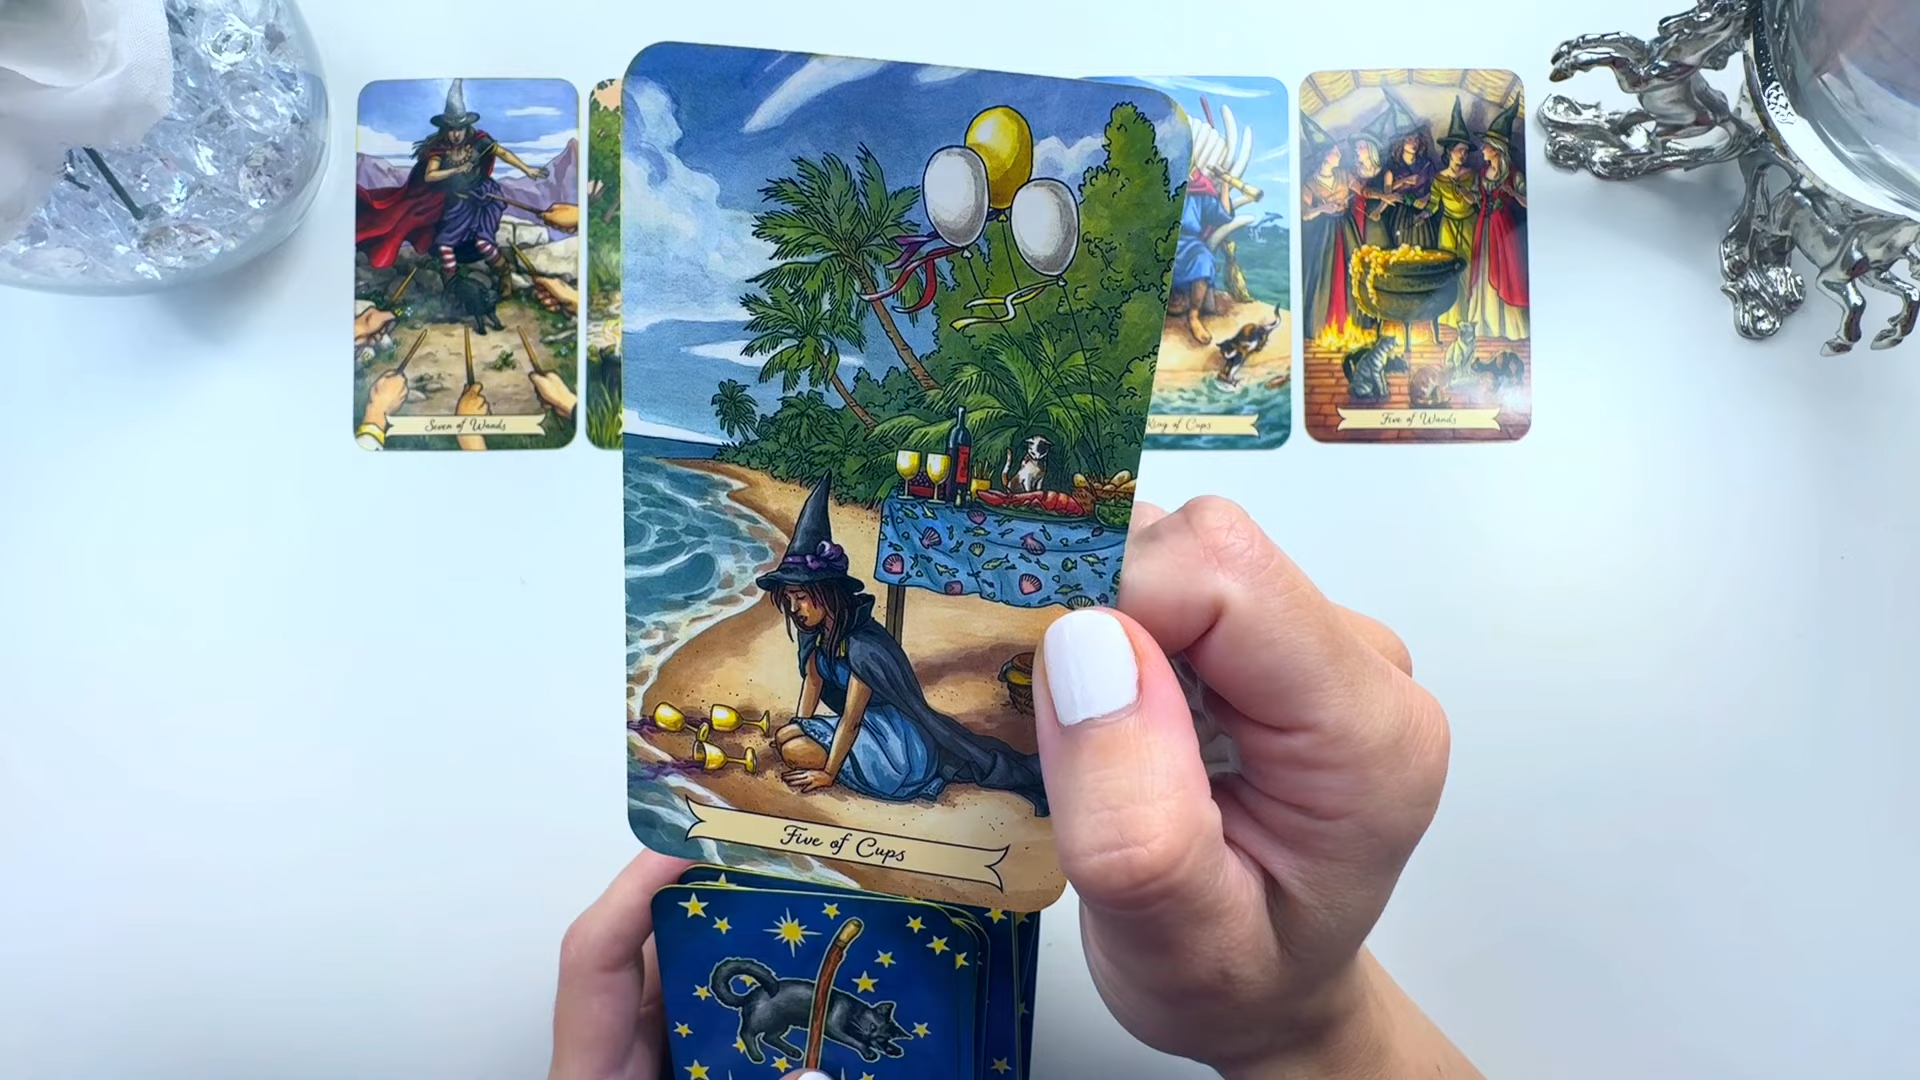 Seven of Wands
King of Cups
Five of Wands
Five of Cups